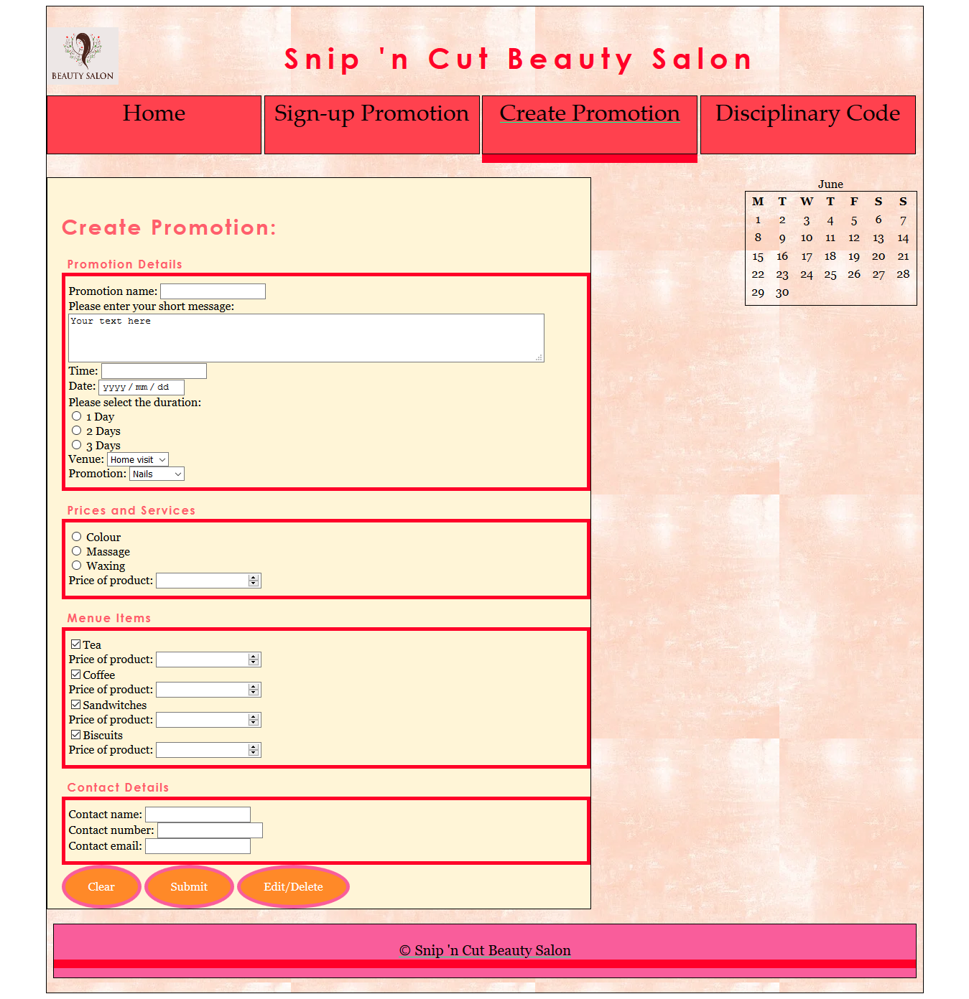 BEAUTY SALON
Snip 'n Cut Beauty Salon
Home Sign-up Promotion Create Promotion Disciplinary Code
June
M T W T F S S
1 2 3 4 5 6 7
8 9 10 11 12 13 14
15 16 17 18 19 20 21
22 23 24 25 26 27 28
29 30
Create Promotion:
Promotion Details
Promotion name:
Please enter your short message:
Your text here
Time:
Date: yyyy / mm / dd
Please select the duration:
1 Day
2 Days
3 Days
Venue: Home visit
Promotion: Nails
Prices and Services
Colour
Massage
Waxing
Price of product:
Menue Items
Tea
Price of product:
Coffee
Price of product:
Sandwitches
Price of product:
Biscuits
Price of product:
Contact Details
Contact name:
Contact number:
Contact email:
Clear Submit Edit/Delete
© Snip 'n Cut Beauty Salon